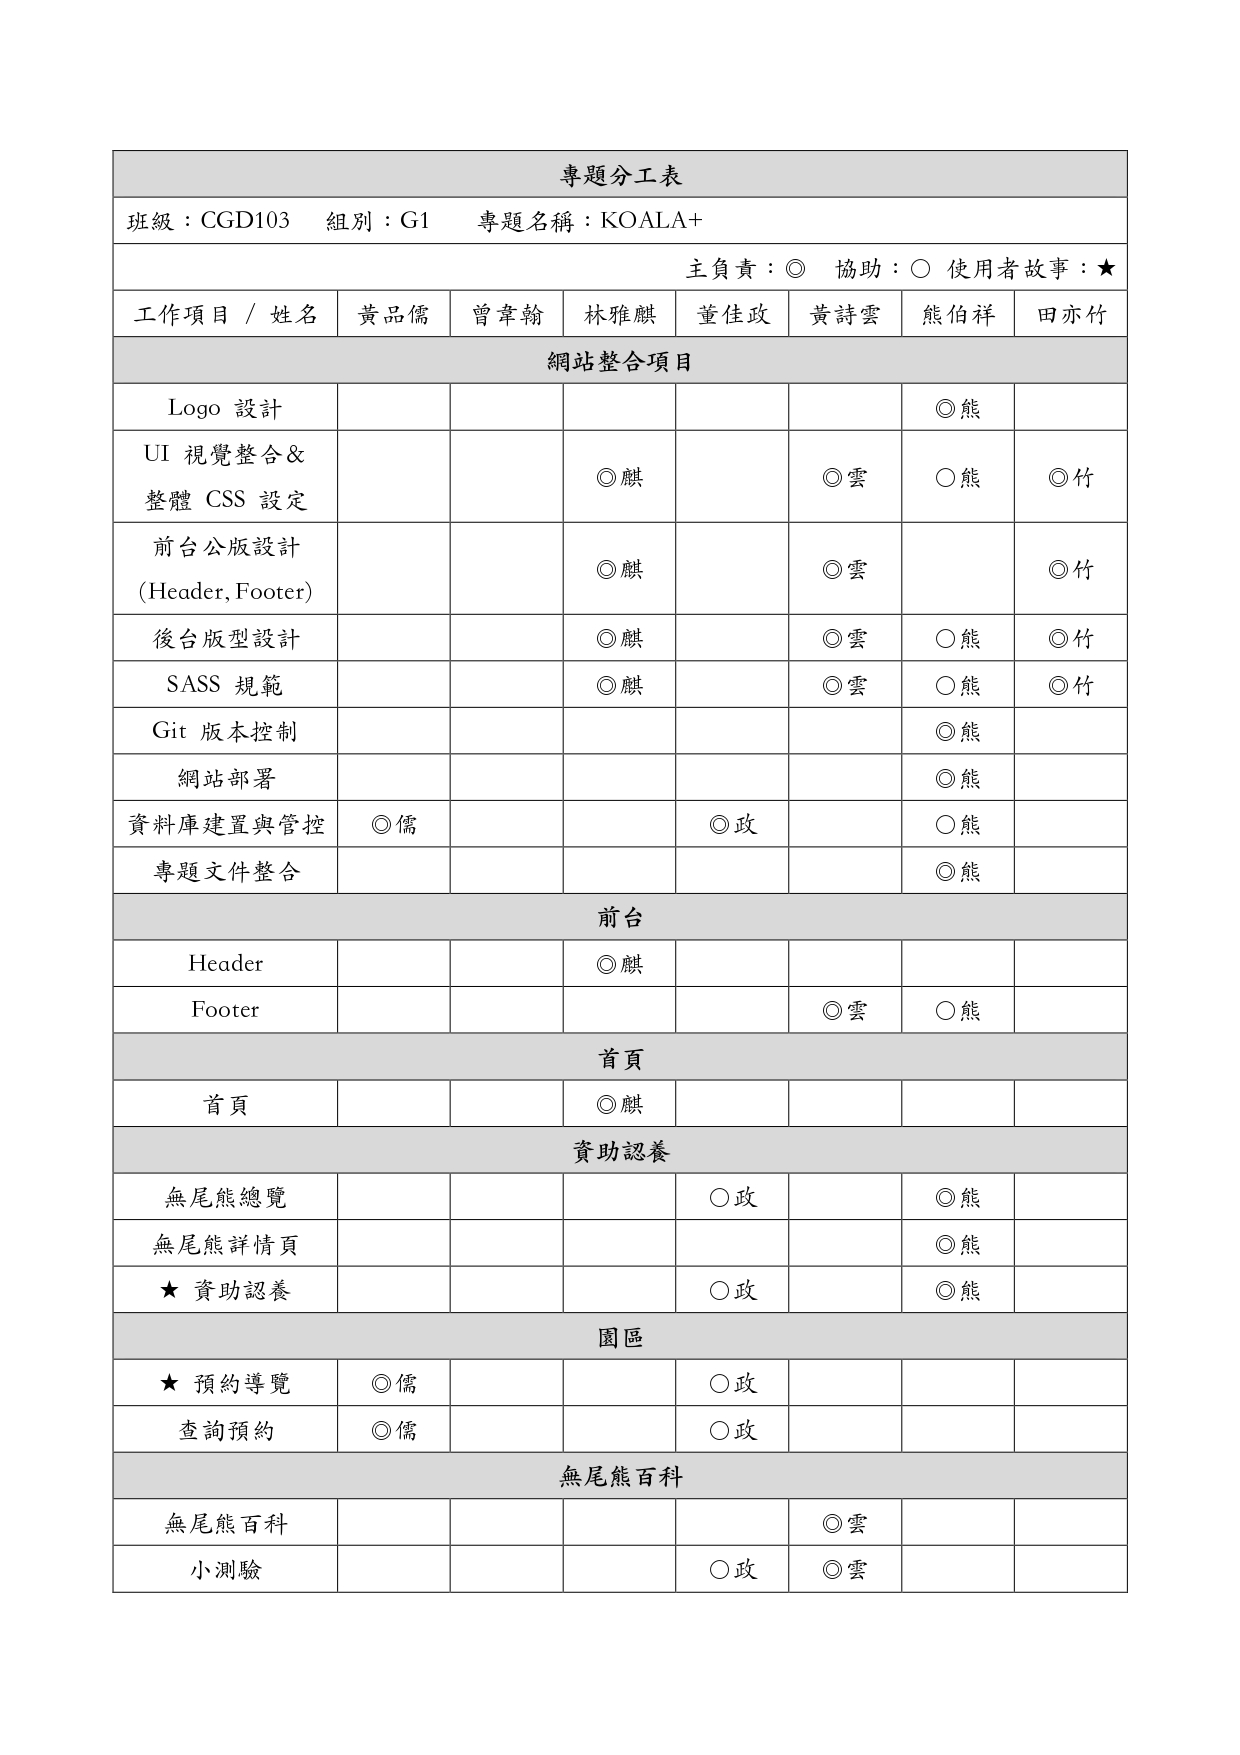 專題分工表
班級：CGD103 組別：G1 專題名稱：KOALA+
主負責：◎ 協助：○ 使用者故事：★
工作項目 / 姓名 黃品儒 曾韋翰 林雅麒 董佳政 黃詩雲 熊伯祥 田亦竹
網站整合項目
Logo 設計 ◎熊
UI 視覺整合&
整體 CSS 設定 ◎麒 ◎雲 ○熊 ◎竹
前台公版設計
(Header, Footer) ◎麒 ◎雲 ◎竹
後台版型設計 ◎麒 ◎雲 ○熊 ◎竹
SASS 規範 ◎麒 ◎雲 ○熊 ◎竹
Git 版本控制 ◎熊
網站部署 ◎熊
資料庫建置與管控 ◎儒 ◎政 ○熊
專題文件整合 ◎熊
前台
Header ◎麒
Footer ◎雲 ○熊
首頁
首頁 ◎麒
資助認養
無尾熊總覽 ○政 ◎熊
無尾熊詳情頁 ◎熊
★ 資助認養 ○政 ◎熊
園區
★ 預約導覽 ◎儒 ○政
查詢預約 ◎儒 ○政
無尾熊百科
無尾熊百科 ◎雲
小測驗 ○政 ◎雲